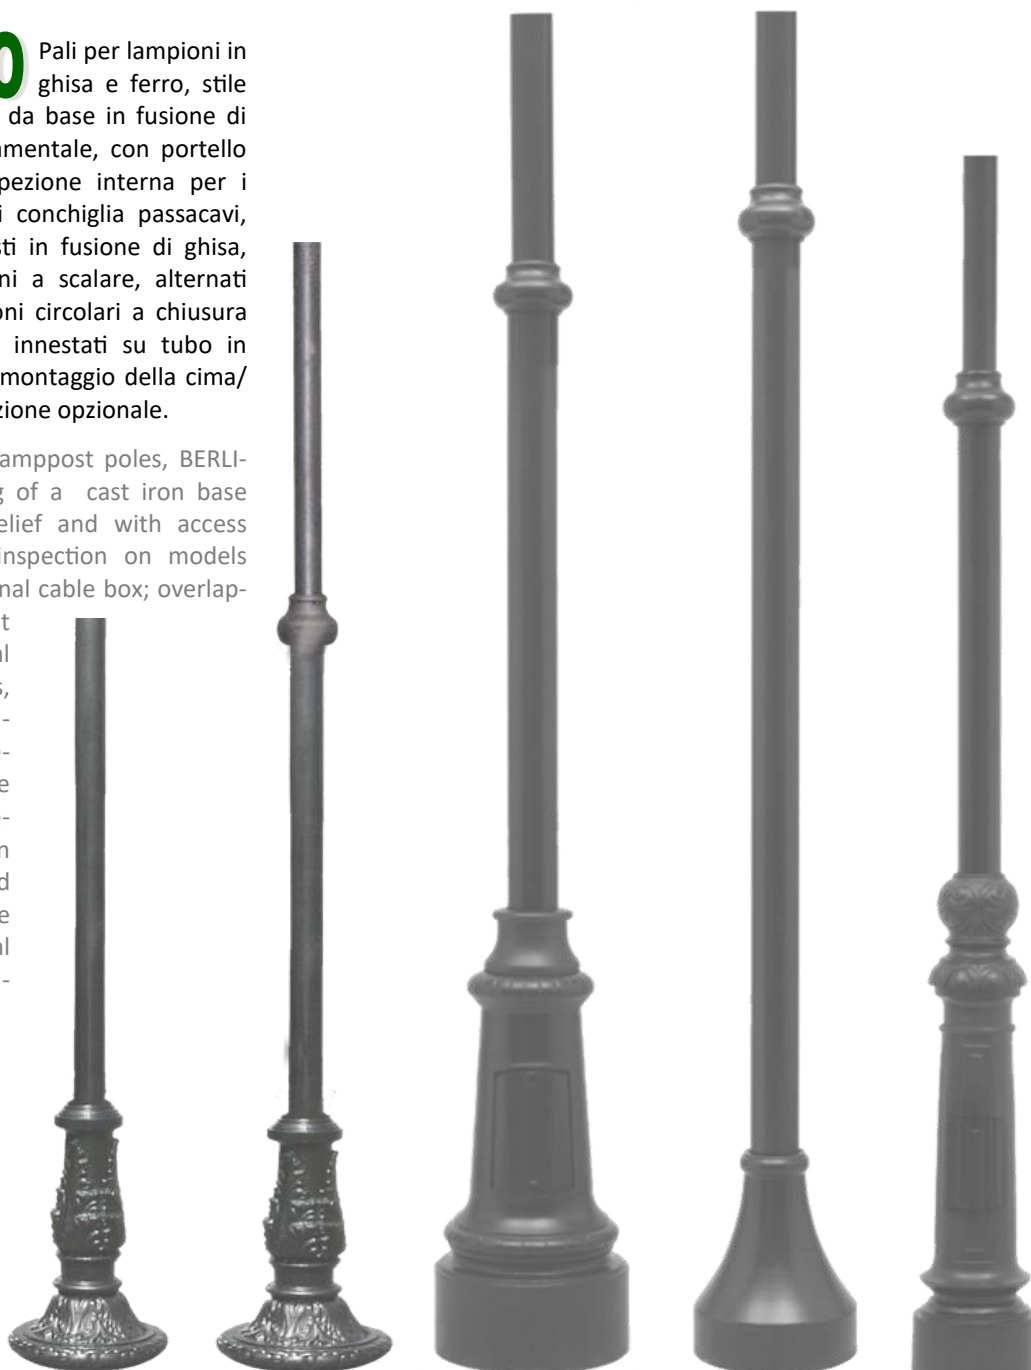 O Pali per lampioni in
ghisa e ferro, stile
da base in fusione di
amentale, con portello
pezione interna per i
i conchiglia passacavi,
sti in fusione di ghisa,
ni a scalare, alternati
oni circolari a chiusura
innestati su tubo in
montaggio della cima/
zione opzionale.
amppost poles, BERLI-
g of a cast iron base
elief and with access
inspection on models
nal cable box; overlap-
t
al
s,
-
-
e
-
n
d
e
al
-